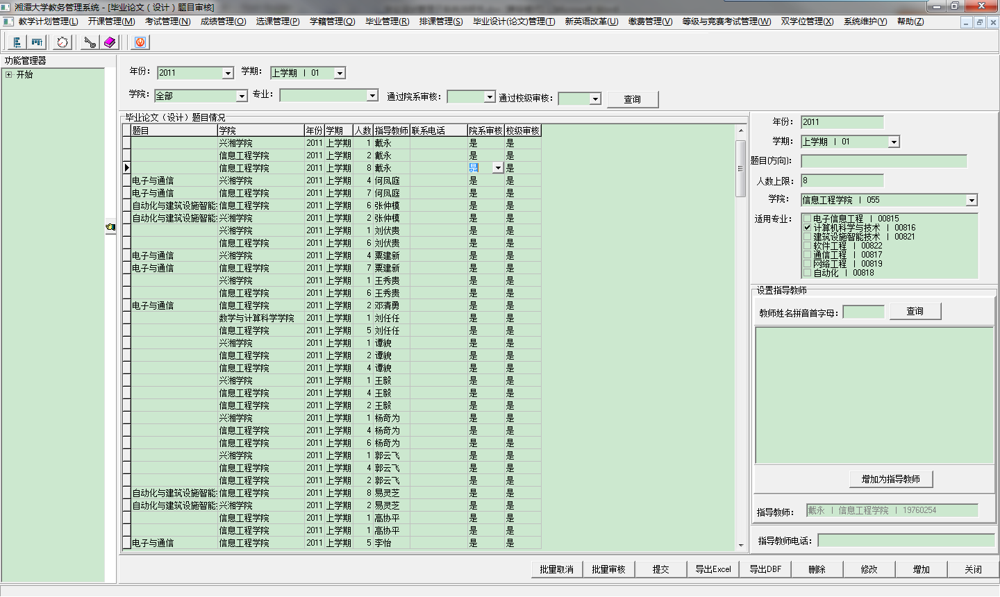 湘潭大学教务管理系统 - [毕业论文（设计）题目审核]
教学计划管理(L) 开课管理(M) 考试管理(N) 成绩管理(O) 选课管理(P) 学籍管理(Q) 毕业管理(R) 排课管理(S) 毕业设计(论文)管理(T) 新英语改革(U) 缴费管理(V) 等级与竞赛考试管理(W) 双学位管理(X) 系统维护(Y) 帮助(Z)
功能管理器
开始
年份： 2011 学期： 上学期 | 01
学院： 全部 专业： 通过院系审核： 通过校级审核： 查询
毕业论文（设计）题目情况
题目 学院 年份 学期 人数 指导教师 联系电话 院系审核 校级审核
兴湘学院 2011 上学期 1 戴永 是 是
信息工程学院 2011 上学期 2 戴永 是 是
信息工程学院 2011 上学期 8 戴永 是 是
电子与通信 兴湘学院 2011 上学期 4 何凤庭 是 是
电子与通信 信息工程学院 2011 上学期 7 何凤庭 是 是
自动化与建筑设施智能 信息工程学院 2011 上学期 6 张仲模 是 是
自动化与建筑设施智能 兴湘学院 2011 上学期 2 张仲模 是 是
兴湘学院 2011 上学期 1 刘伏贵 是 是
信息工程学院 2011 上学期 6 刘伏贵 是 是
电子与通信 兴湘学院 2011 上学期 4 粟建新 是 是
电子与通信 信息工程学院 2011 上学期 7 粟建新 是 是
兴湘学院 2011 上学期 1 王秀贵 是 是
信息工程学院 2011 上学期 6 王秀贵 是 是
电子与通信 信息工程学院 2011 上学期 2 邓清勇 是 是
数学与计算科学学院 2011 上学期 1 刘任任 是 是
信息工程学院 2011 上学期 5 刘任任 是 是
兴湘学院 2011 上学期 1 谭貌 是 是
信息工程学院 2011 上学期 2 谭貌 是 是
信息工程学院 2011 上学期 4 谭貌 是 是
兴湘学院 2011 上学期 1 王毅 是 是
信息工程学院 2011 上学期 4 王毅 是 是
信息工程学院 2011 上学期 2 王毅 是 是
兴湘学院 2011 上学期 1 杨奇为 是 是
信息工程学院 2011 上学期 4 杨奇为 是 是
信息工程学院 2011 上学期 6 杨奇为 是 是
兴湘学院 2011 上学期 1 郭云飞 是 是
信息工程学院 2011 上学期 4 郭云飞 是 是
信息工程学院 2011 上学期 2 郭云飞 是 是
自动化与建筑设施智能 信息工程学院 2011 上学期 8 易灵芝 是 是
自动化与建筑设施智能 兴湘学院 2011 上学期 2 易灵芝 是 是
信息工程学院 2011 上学期 1 高协平 是 是
信息工程学院 2011 上学期 1 高协平 是 是
电子与通信 信息工程学院 2011 上学期 5 李怡 是 是
年份： 2011
学期： 上学期 | 01
题目(方向)：
人数上限： 8
学院： 信息工程学院 | 055
适用专业： 电子信息工程 | 00815
计算机科学与技术 | 00816
建筑设施智能技术 | 00821
软件工程 | 00822
通信工程 | 00817
网络工程 | 00819
自动化 | 00818
设置指导教师
教师姓名拼音首字母： 查询
增加为指导教师
指导教师： 戴永 | 信息工程学院 | 19760254
指导教师电话：
批量取消 批量审核 提交 导出Excel 导出DBF 删除 修改 增加 关闭